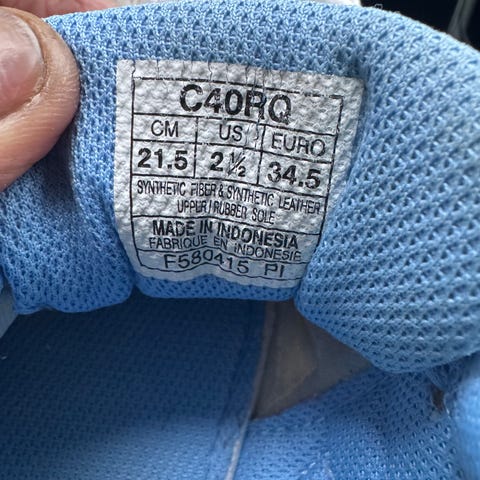 C40RQ
CM US EURO
21.5 2½ 34.5
SYNTHETIC FIBER & SYNTHETIC LEATHER
UPPUR / RUBBER SOLE
MADE IN INDONESIA
FABRIQUE EN INDONESIE
F580415 PI